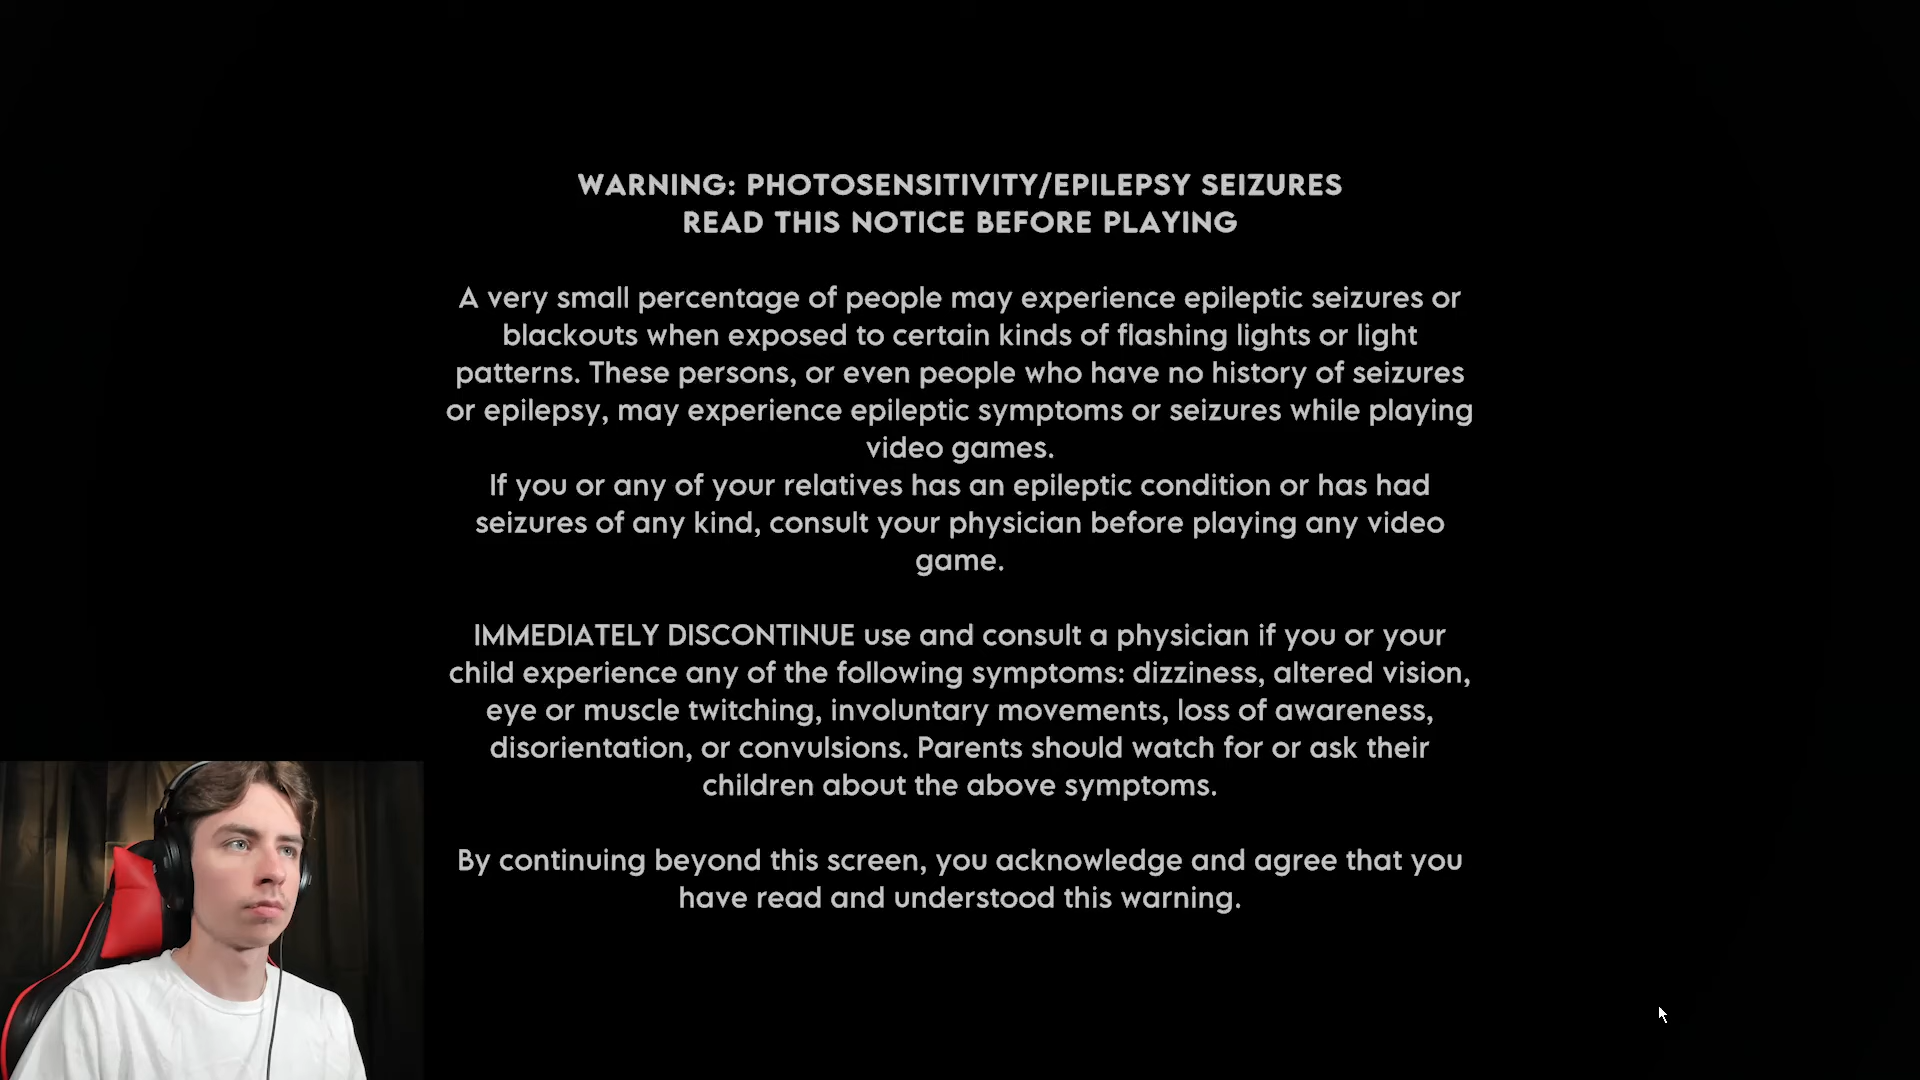 WARNING: PHOTOSENSITIVITY/EPILEPSY SEIZURES
READ THIS NOTICE BEFORE PLAYING
A very small percentage of people may experience epileptic seizures or
blackouts when exposed to certain kinds of flashing lights or light
patterns. These persons, or even people who have no history of seizures
or epilepsy, may experience epileptic symptoms or seizures while playing
video games.
If you or any of your relatives has an epileptic condition or has had
seizures of any kind, consult your physician before playing any video
game.
IMMEDIATELY DISCONTINUE use and consult a physician if you or your
child experience any of the following symptoms: dizziness, altered vision,
eye or muscle twitching, involuntary movements, loss of awareness,
disorientation, or convulsions. Parents should watch for or ask their
children about the above symptoms.
By continuing beyond this screen, you acknowledge and agree that you
have read and understood this warning.